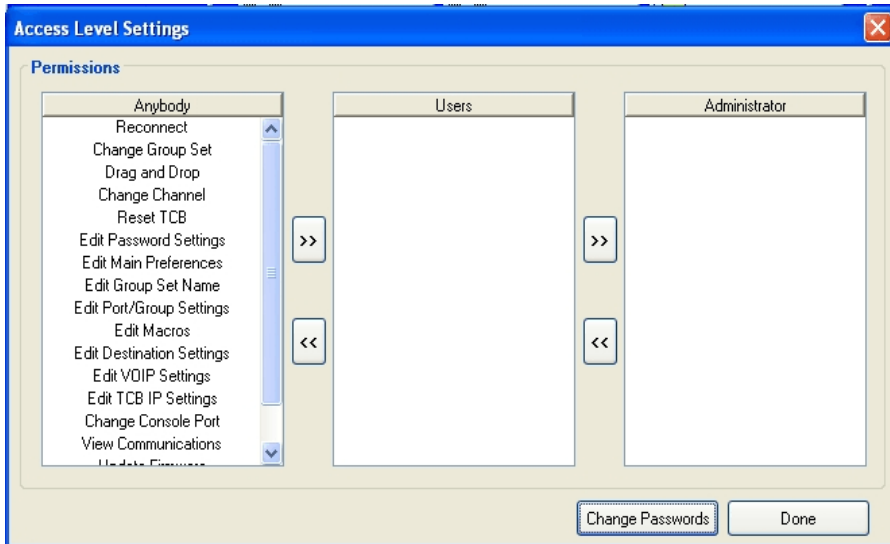 Access Level Settings
Permissions
Anybody
Reconnect
Change Group Set
Drag and Drop
Change Channel
Reset TCB
Edit Password Settings
Edit Main Preferences
Edit Group Set Name
Edit Port/Group Settings
Edit Macros
Edit Destination Settings
Edit VOIP Settings
Edit TCB IP Settings
Change Console Port
View Communications
Update Firmware
>>
<<
Users
>>
<<
Administrator
Change Passwords
Done